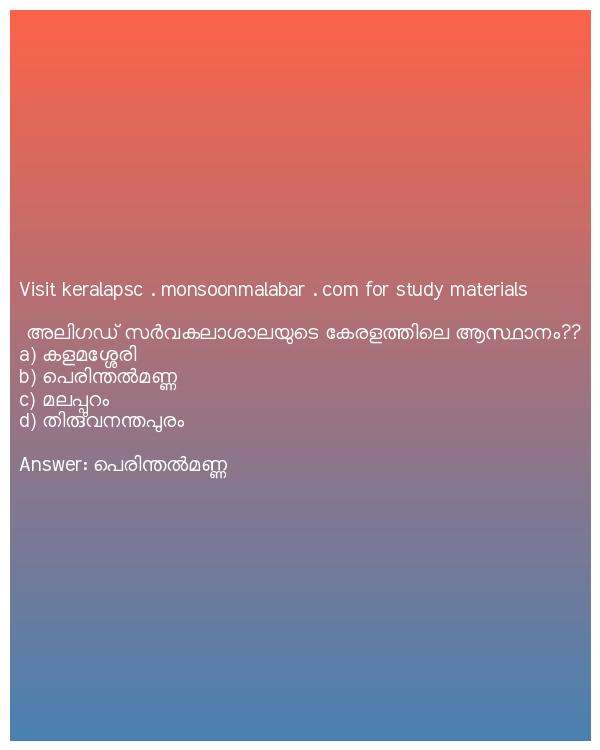 Visit keralapsc . monsoonmalabar . com for study materials
അലിഗഡ് സർവകലാശാലയുടെ കേരളത്തിലെ ആസ്ഥാനം??
a) കളമശ്ശേരി
b) പെരിന്തൽമണ്ണ
c) മലപ്പുറം
d) തിരുവനന്തപുരം
Answer: പെരിന്തൽമണ്ണ